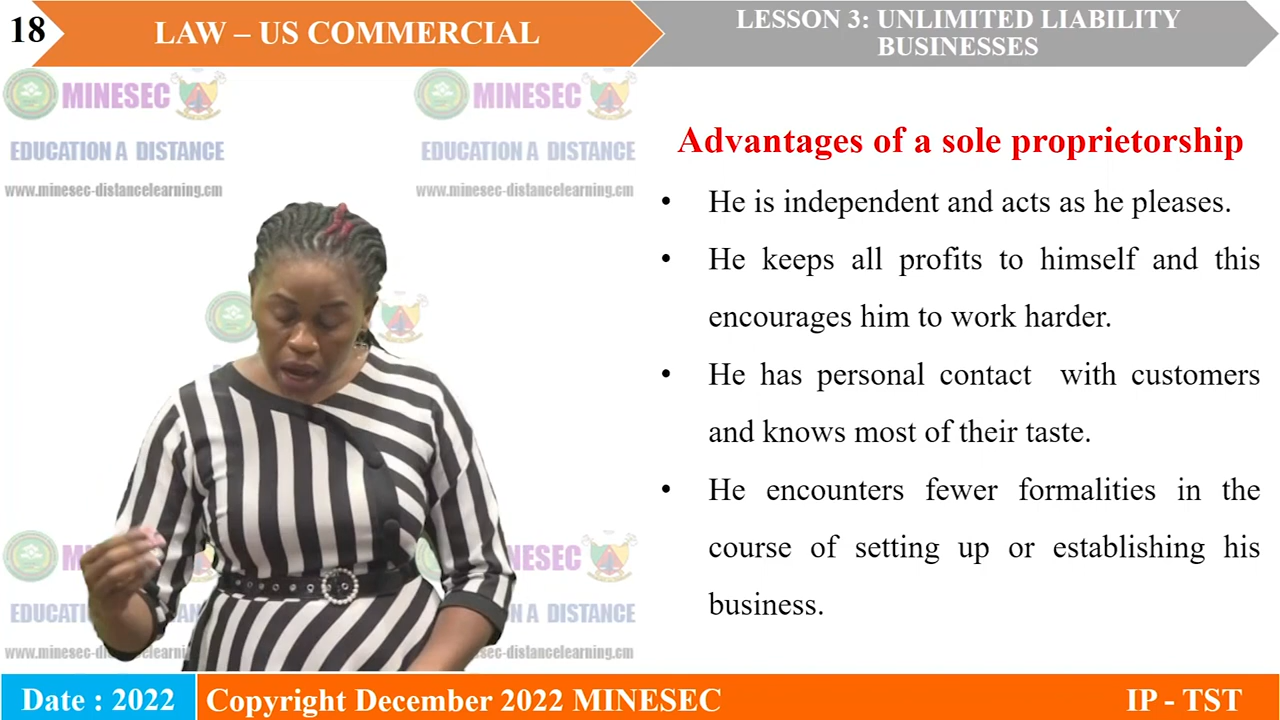 18
LAW – US COMMERCIAL
LESSON 3: UNLIMITED LIABILITY
BUSINESSES
MINESEC
EDUCATION A DISTANCE
www.minesec-distancelearning.cm
MINESEC
EDUCATION A DISTANCE
www.minesec-distancelearning.cm
Advantages of a sole proprietorship
• He is independent and acts as he pleases.
• He keeps all profits to himself and this
encourages him to work harder.
• He has personal contact with customers
and knows most of their taste.
• He encounters fewer formalities in the
course of setting up or establishing his
business.
MINESEC
EDUCATION A DISTANCE
Date : 2022
Copyright December 2022 MINESEC
IP - TST